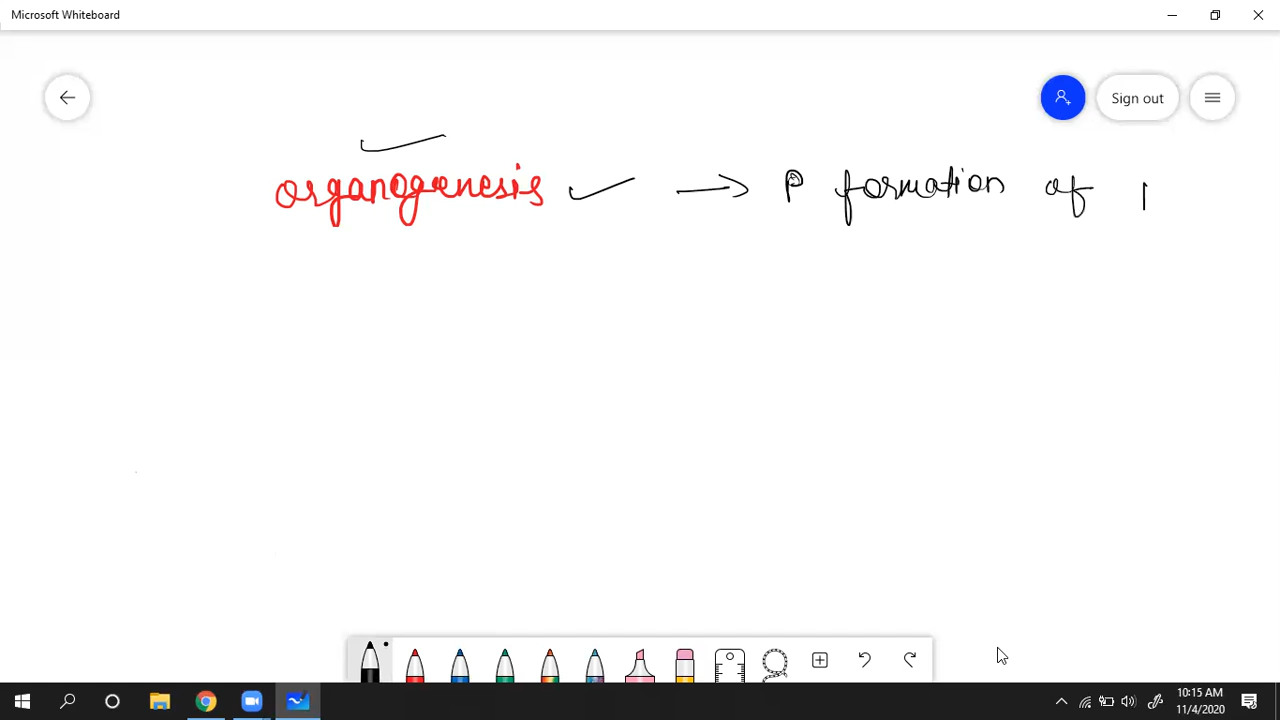 Microsoft Whiteboard
Sign out
organogenesis → P formation of
10:15 AM
11/4/2020